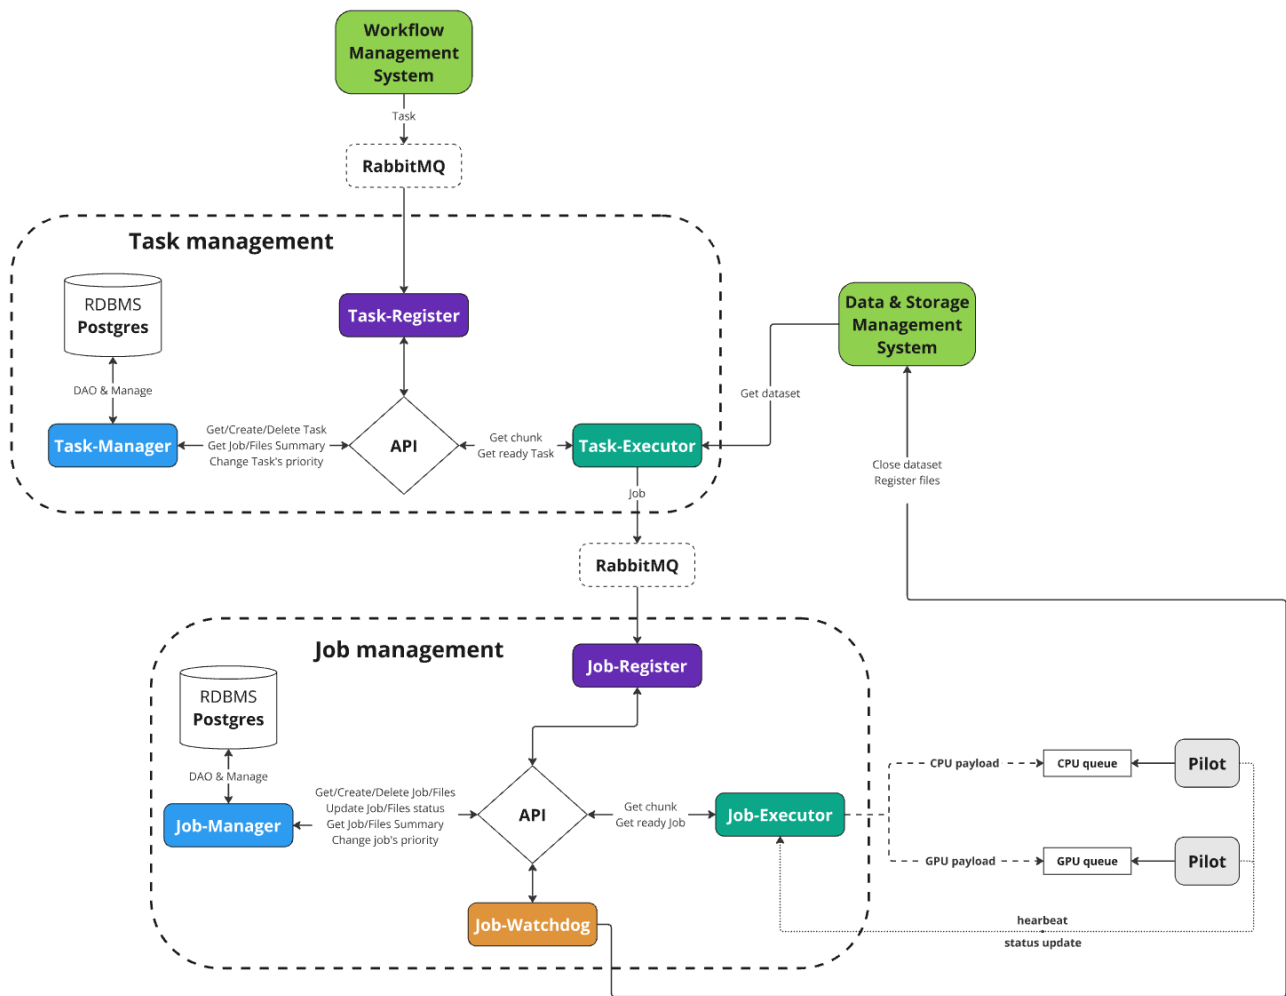 Workflow
Management
System
Task
RabbitMQ
Task management
RDBMS
Postgres
Task-Register
Data & Storage
Management
System
DAO & Manage
Get dataset
Task-Manager
Get/Create/Delete Task
Get Job/Files Summary
Change Task's priority
API
Get chunk
Get ready Task
Task-Executor
Close dataset
Register files
Job
RabbitMQ
Job management
Job-Register
RDBMS
Postgres
DAO & Manage
Job-Manager
Get/Create/Delete Job/Files
Update Job/Files status
Get Job/Files Summary
Change job's priority
API
Get chunk
Get ready Job
Job-Executor
CPU payload
CPU queue
Pilot
GPU payload
GPU queue
Pilot
Job-Watchdog
hearbeat
status update